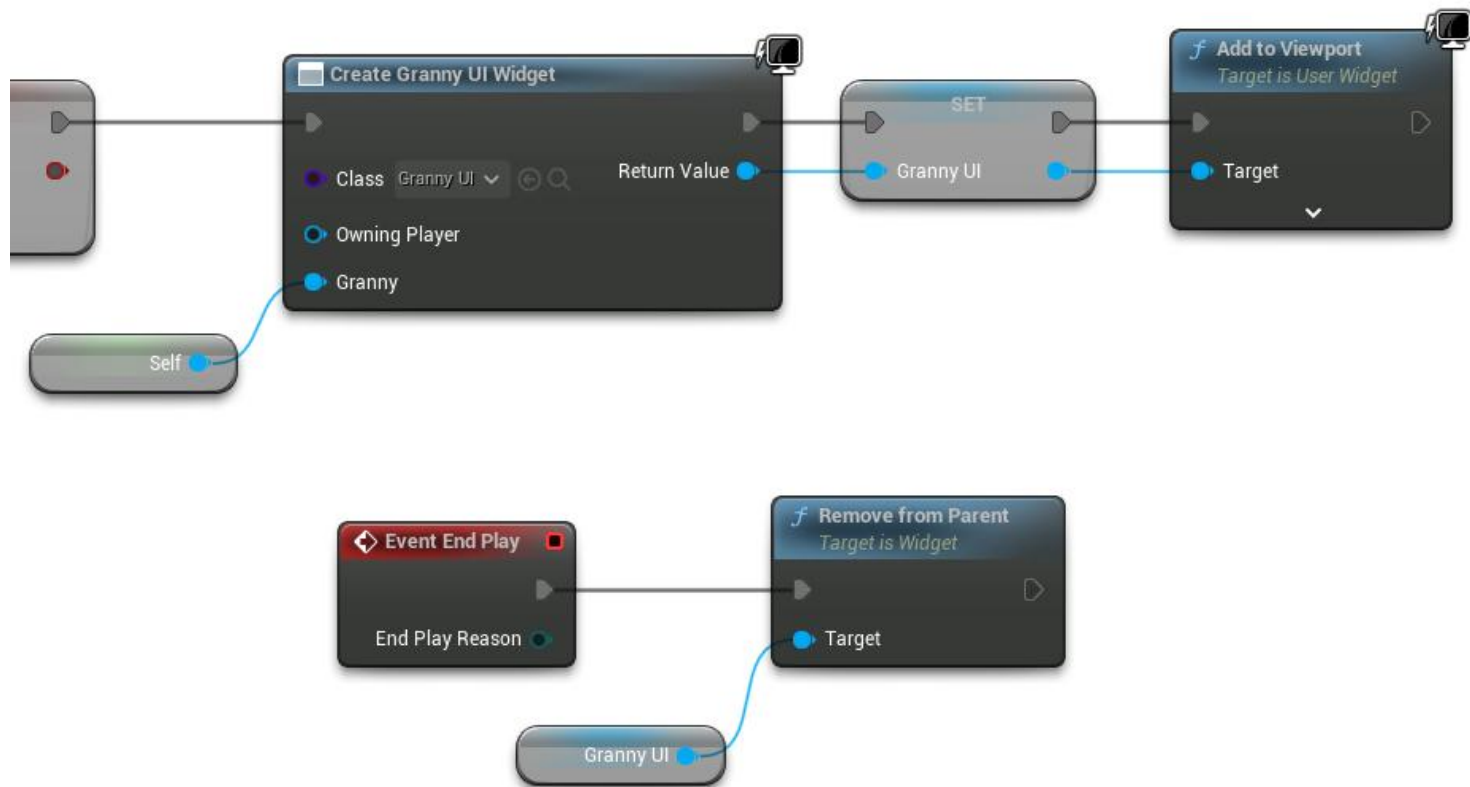 Create Granny UI Widget
Class Granny UI
Return Value
Owning Player
Granny
Self
SET
Granny UI
Add to Viewport
Target is User Widget
Target
Event End Play
End Play Reason
Remove from Parent
Target is Widget
Target
Granny UI